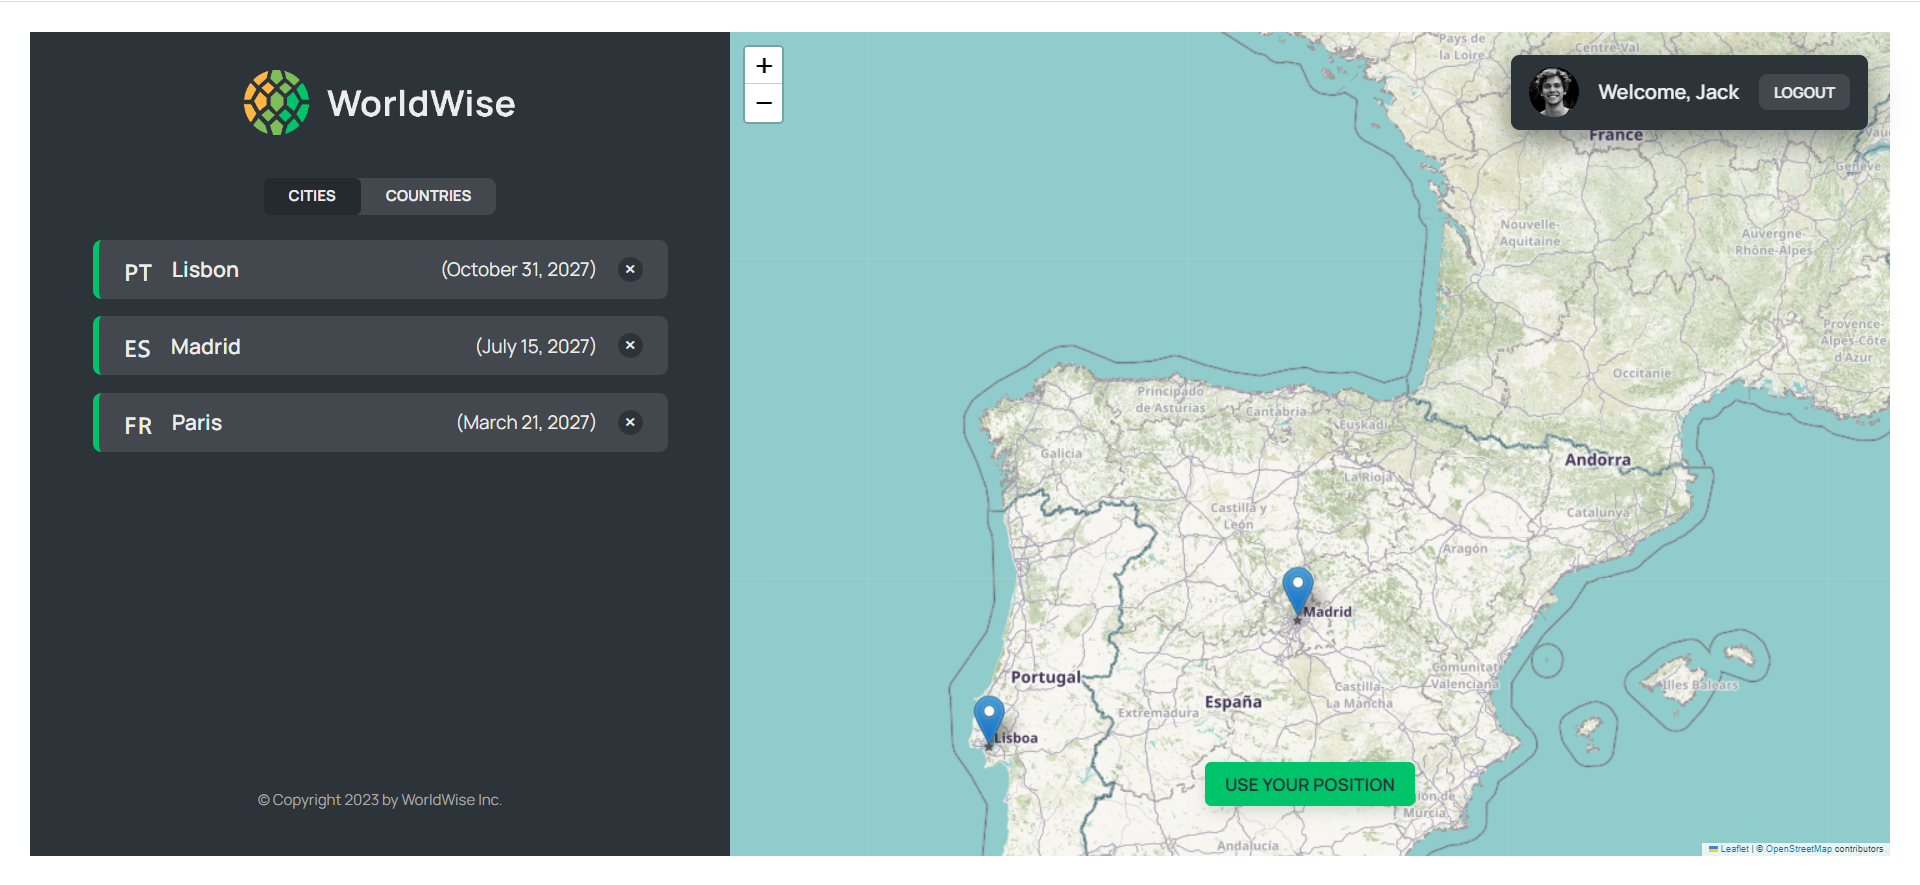 WorldWise
CITIES
COUNTRIES
PT Lisbon (October 31, 2027) ×
ES Madrid (July 15, 2027) ×
FR Paris (March 21, 2027) ×
© Copyright 2023 by WorldWise Inc.
+
−
Welcome, Jack
LOGOUT
Pays de
la Loire
Centre-Val
France
Genève
Nouvelle-
Aquitaine
Auvergne-
Rhône-Alpes
Provence-
Alpes-Côte
d'Azur
Occitanie
Principado
de Asturias
Cantabria
Euskadi
Galicia
Andorra
La Rioja
Castilla y
León
Catalunya
Aragón
Madrid
Portugal
Comunitat
Valenciana
Illes Balears
Castilla-
La Mancha
España
Extremadura
Lisboa
USE YOUR POSITION
Murcia
Andalucía
Leaflet | © OpenStreetMap contributors